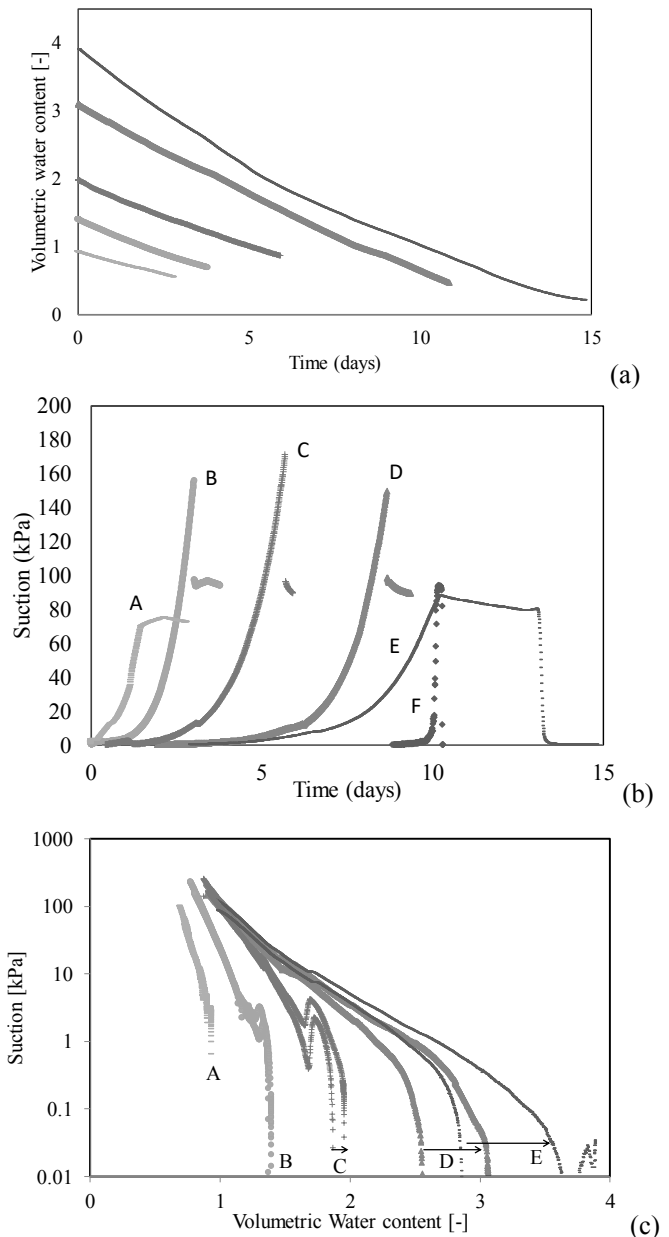 4
3
2
1
0
Volumetric water content [-]
0 5 10 15
Time (days)
(a)
200
180
160
140
120
100
80
60
40
20
0
Suction (kPa)
A
B
C
D
E
F
0 5 10 15
Time (days)
(b)
1000
100
10
1
0.1
0.01
Suction [kPa]
A
B
C
D
E
0 1 2 3 4
Volumetric Water content [-]
(c)